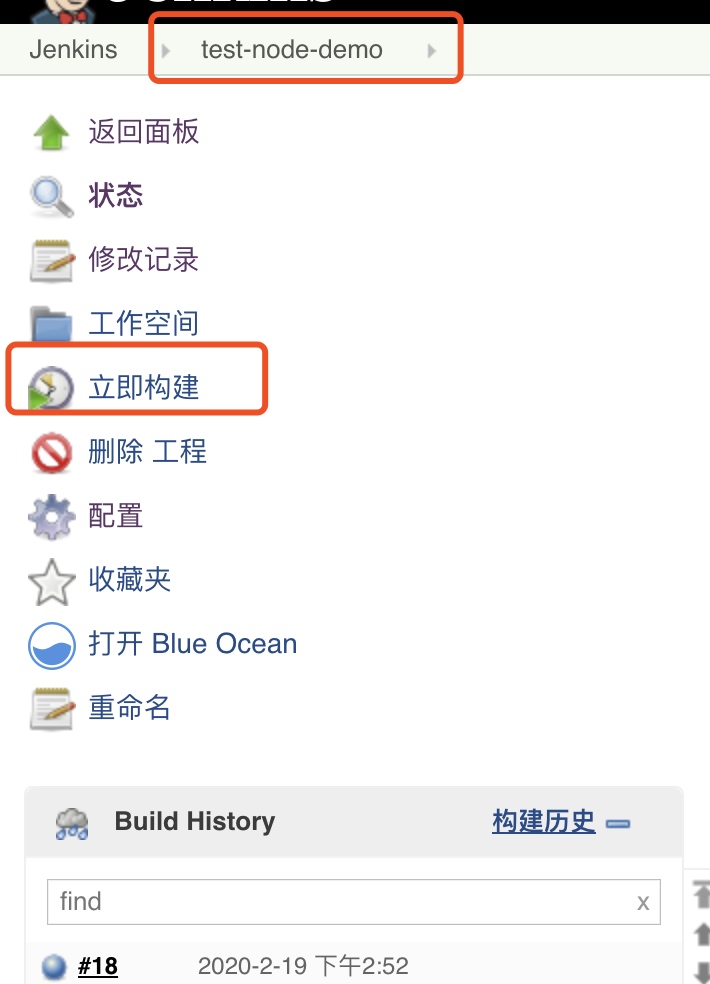 Jenkins test-node-demo
返回面板
状态
修改记录
工作空间
立即构建
删除 工程
配置
收藏夹
打开 Blue Ocean
重命名
Build History 构建历史
find x
#18 2020-2-19 下午2:52